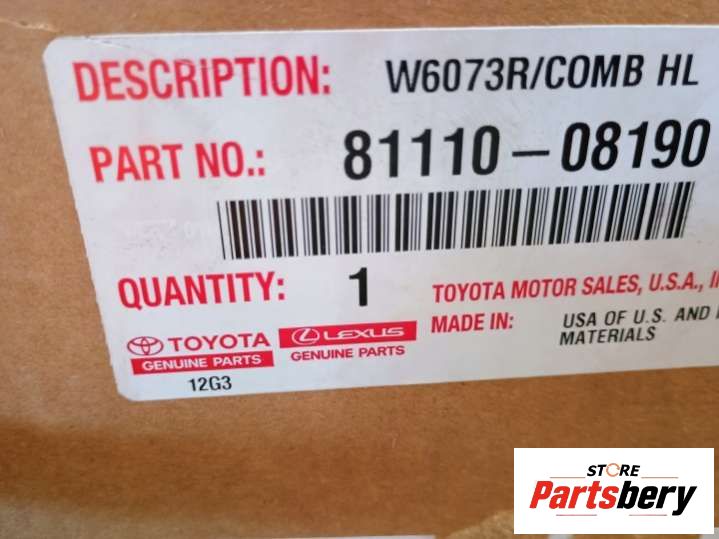 DESCRIPTION: W6073R/COMB HL
PART NO.: 81110-08190
QUANTITY: 1
TOYOTA MOTOR SALES, U.S.A.,
TOYOTA
GENUINE PARTS
LEXUS
GENUINE PARTS
MADE IN: USA OF U.S. AND
MATERIALS
12G3
STORE
Partsbery